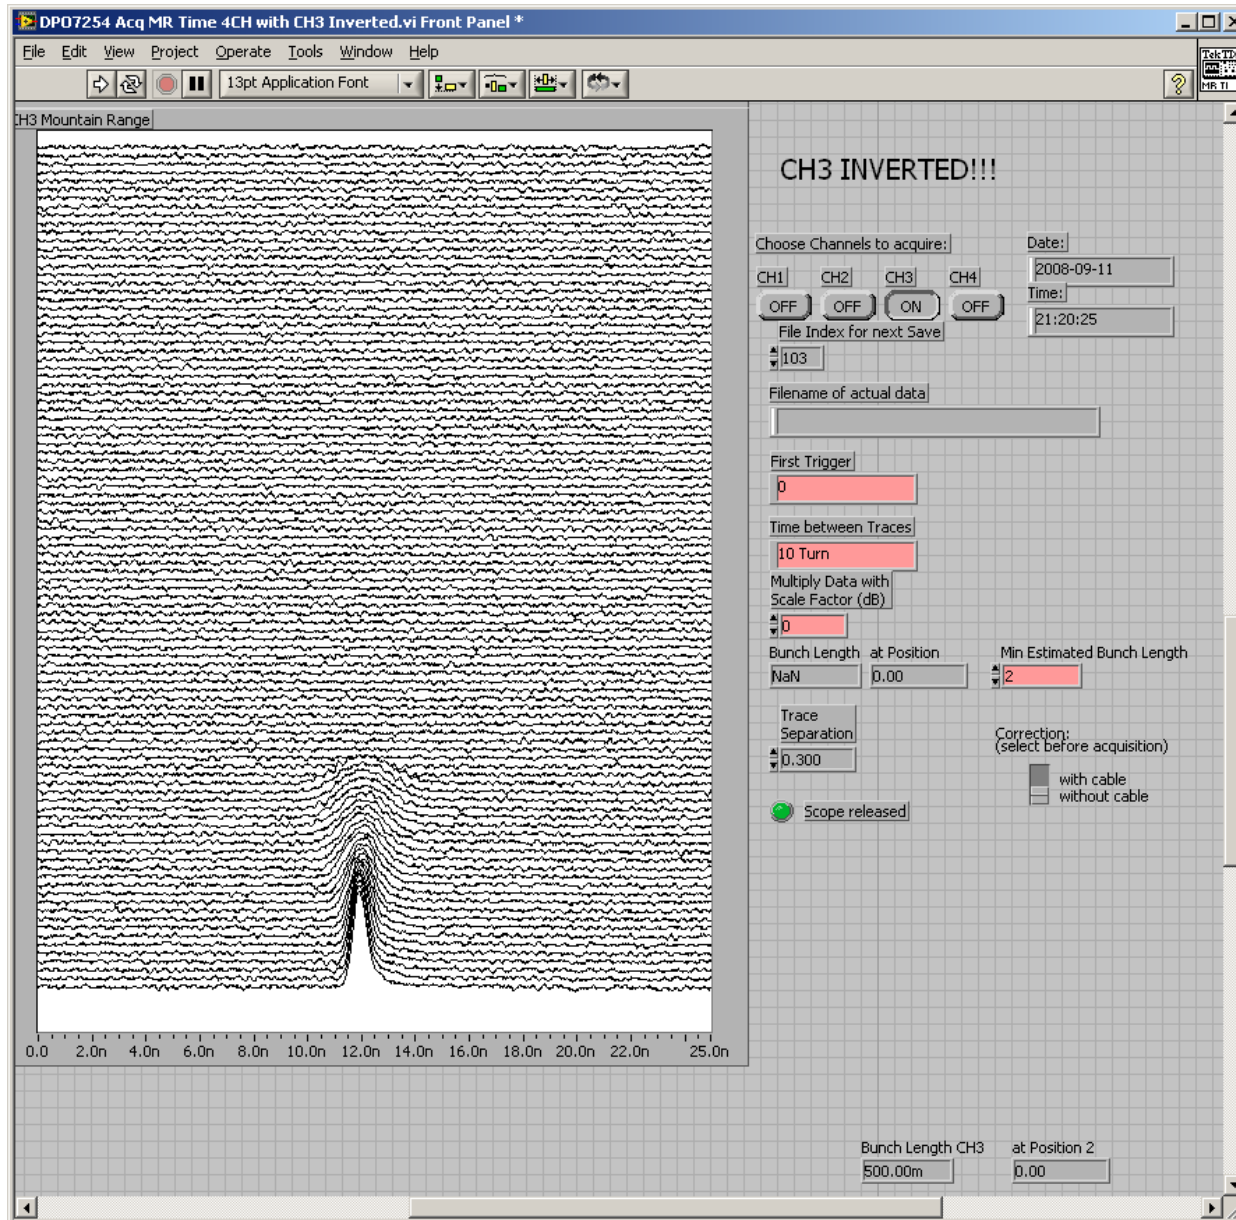 DPO7254 Acq MR Time 4CH with CH3 Inverted.vi Front Panel *
File Edit View Project Operate Tools Window Help
13pt Application Font
TekTD
MR TI
CH3 Mountain Range
CH3 INVERTED!!!
Choose Channels to acquire:
Date:
2008-09-11
CH1 CH2 CH3 CH4
Time:
OFF OFF ON OFF
21:20:25
File Index for next Save
103
Filename of actual data
First Trigger
0
Time between Traces
10 Turn
Multiply Data with
Scale Factor (dB)
0
Bunch Length at Position Min Estimated Bunch Length
NaN 0.00 2
Trace
Separation
0.300
Correction:
(select before acquisition)
with cable
without cable
Scope released
0.0 2.0n 4.0n 6.0n 8.0n 10.0n 12.0n 14.0n 16.0n 18.0n 20.0n 22.0n 25.0n
Bunch Length CH3 at Position 2
500.00m 0.00